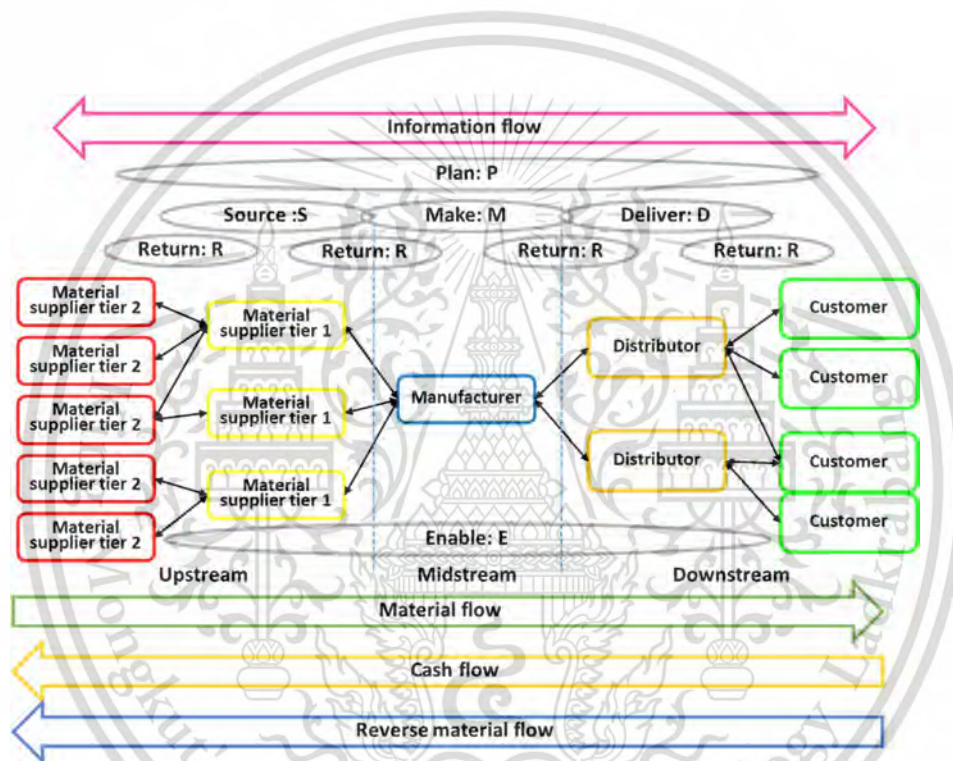 Information flow
Plan: P
Source :S
Make: M
Deliver: D
Return: R
Return: R
Return: R
Return: R
Material
supplier tier 2
Material
supplier tier 2
Material
supplier tier 2
Material
supplier tier 2
Material
supplier tier 2
Material
supplier tier 1
Material
supplier tier 1
Material
supplier tier 1
Manufacturer
Distributor
Distributor
Customer
Customer
Customer
Customer
Enable: E
Upstream
Midstream
Downstream
Material flow
Cash flow
Reverse material flow
King Mongkut's
Ladkrabang